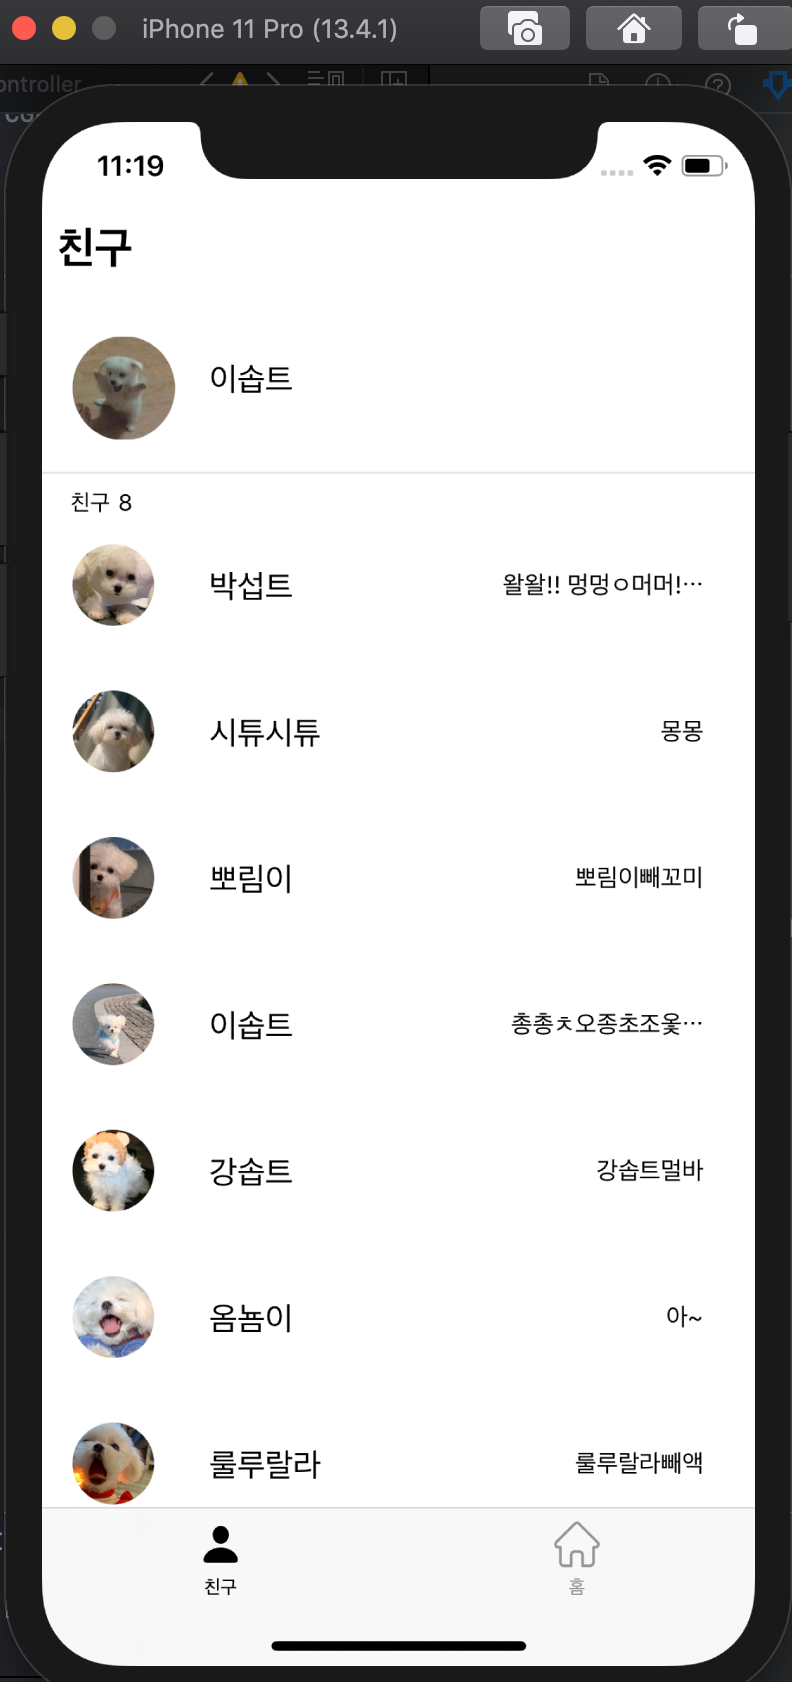 iPhone 11 Pro (13.4.1)
ontroller
11:19
친구
이솝트
친구 8
박섭트 왈왈!! 멍멍ㅇ머머!…
시튜시튜 몽몽
뽀림이 뽀림이빼꼬미
이솝트 총총ㅊ오종초조옻…
강솝트 강솝트멀바
옴뇸이 아~
룰루랄라 룰루랄라빼액
친구 홈